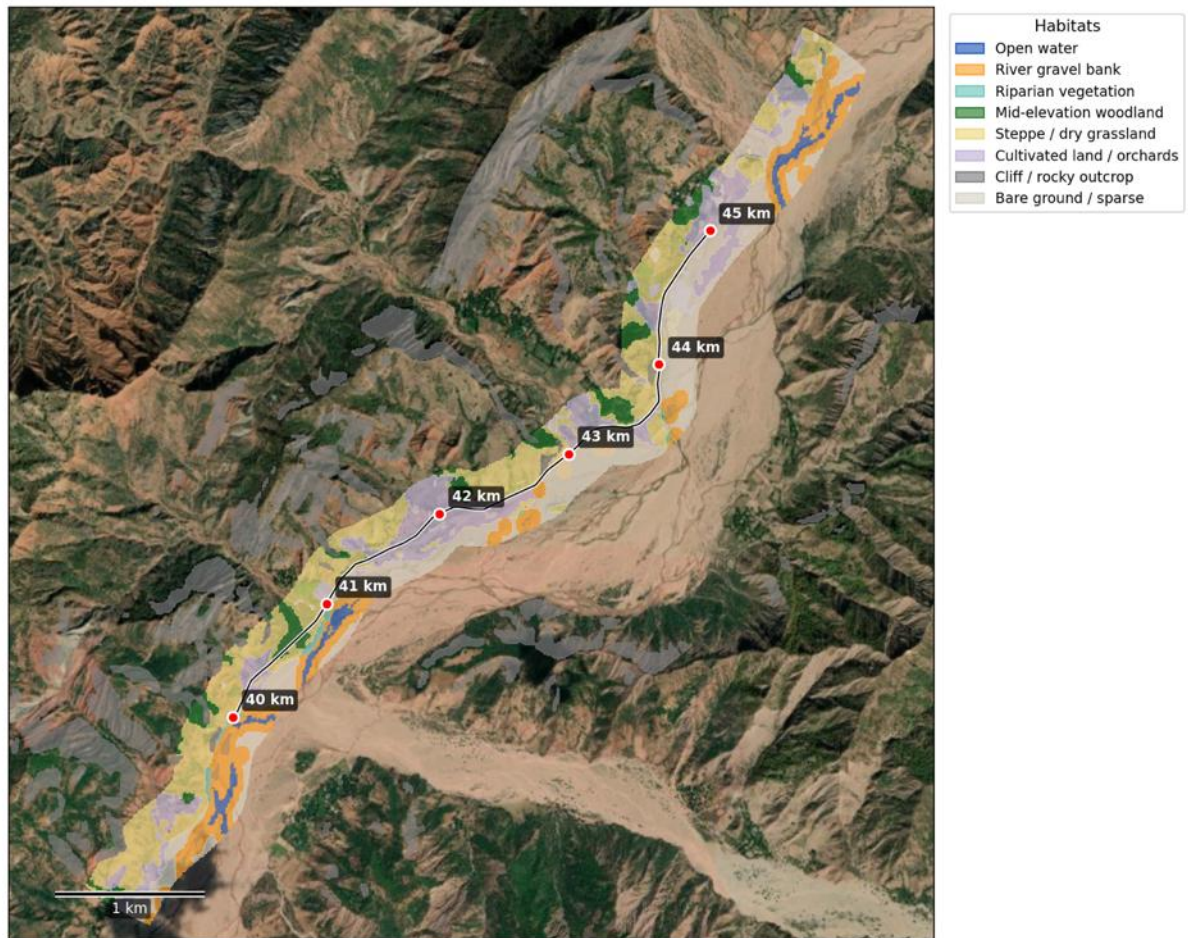 Habitats
Open water
River gravel bank
Riparian vegetation
Mid-elevation woodland
Steppe / dry grassland
Cultivated land / orchards
Cliff / rocky outcrop
Bare ground / sparse
45 km
44 km
43 km
42 km
41 km
40 km
1 km